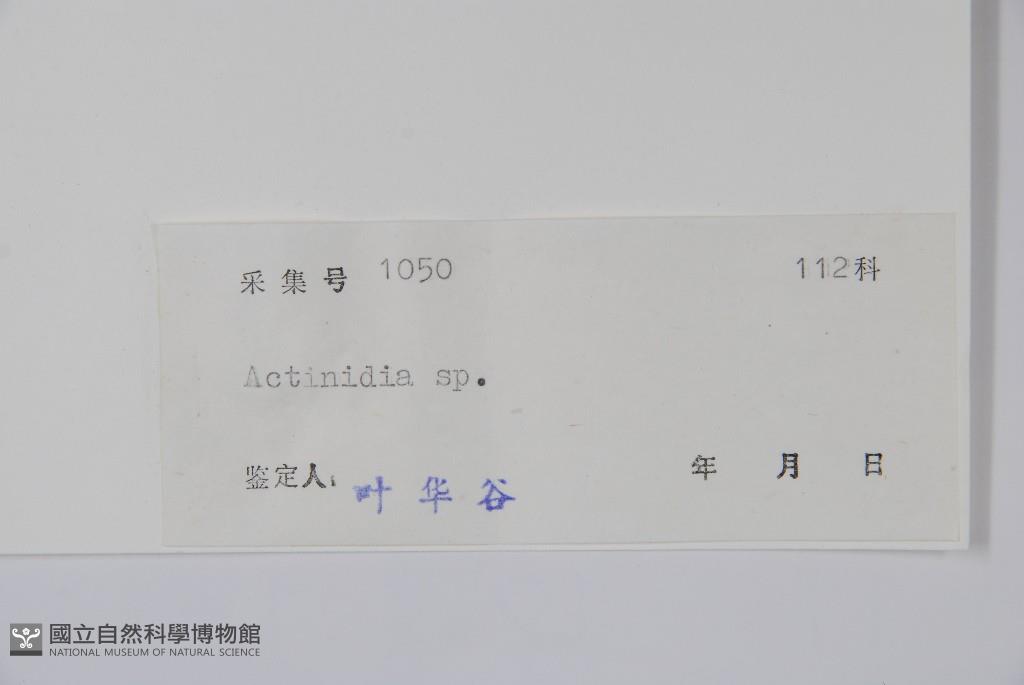 采集号 1050 112科
Actinidia sp.
鉴定人: 叶华谷 年 月 日
國立自然科學博物館
NATIONAL MUSEUM OF NATURAL SCIENCE